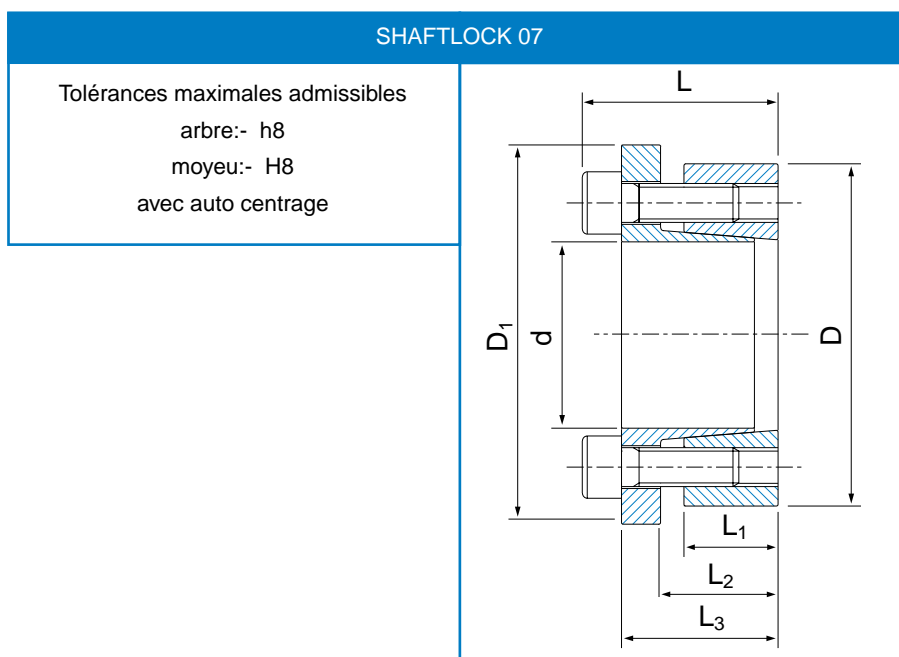 SHAFTLOCK 07
Tolérances maximales admissibles
arbre:- h8
moyeu:- H8
avec auto centrage
L
D₁
d
D
L₁
L₂
L₃